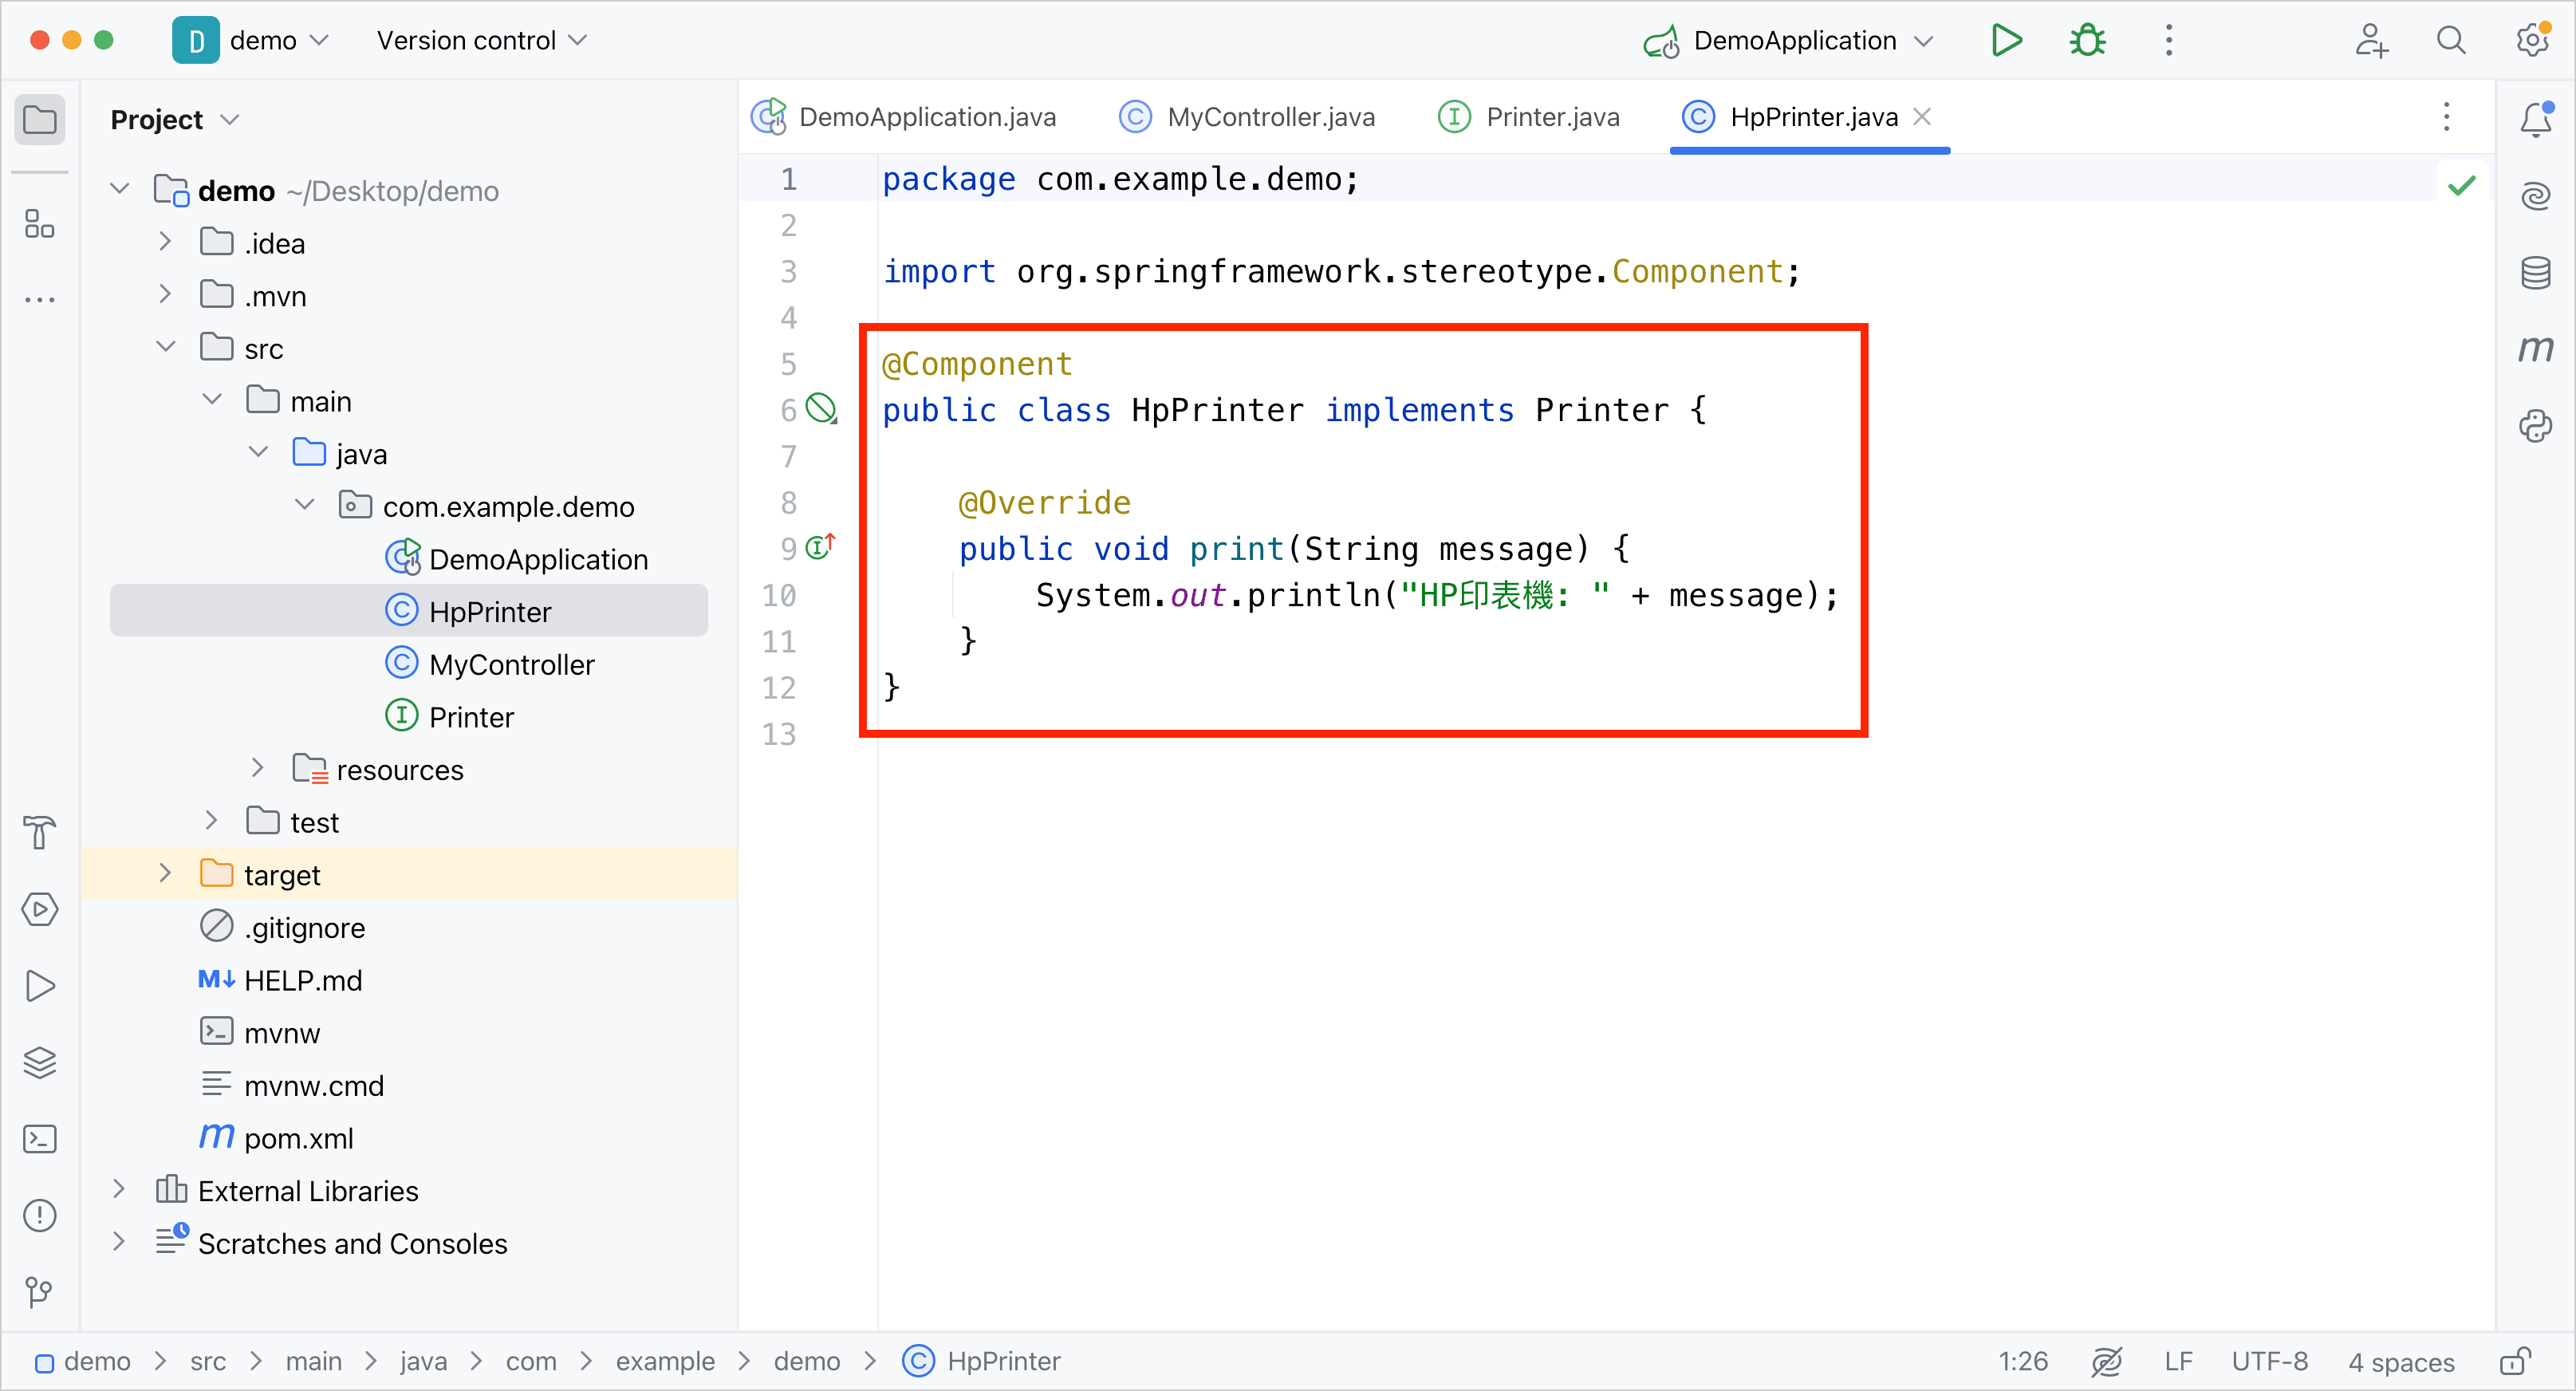 D demo Version control DemoApplication
Project
DemoApplication.java MyController.java Printer.java HpPrinter.java
demo ~/Desktop/demo
.idea
.mvn
src
main
java
com.example.demo
DemoApplication
HpPrinter
MyController
Printer
resources
test
target
.gitignore
M↓ HELP.md
mvnw
mvnw.cmd
m pom.xml
External Libraries
Scratches and Consoles
1 package com.example.demo;
2
3 import org.springframework.stereotype.Component;
4
5 @Component
6 public class HpPrinter implements Printer {
7
8 @Override
9 public void print(String message) {
10 System.out.println("HP印表機: " + message);
11 }
12 }
13
m
demo > src > main > java > com > example > demo > HpPrinter 1:26 LF UTF-8 4 spaces